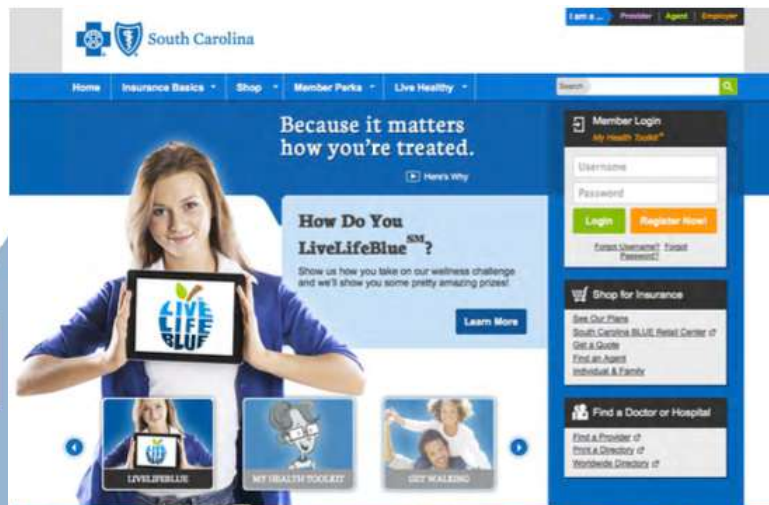 South Carolina
I am a ... Provider | Agent | Employer
Home Insurance Basics Shop Member Perks Live Healthy
Search
Because it matters
how you're treated.
Here's Why
How Do You
LiveLifeBlue℠?
Show us how you take on our wellness challenge
and we'll show you some pretty amazing prizes!
Learn More
LIVE
LIFE
BLUE
LIVELIFEBLUE
MY HEALTH TOOLKIT
GET WALKING
Member Login
My Health Toolkit®
Username
Password
Login Register Now!
Forgot Username? Forgot
Password?
Shop for Insurance
See Our Plans
South Carolina BLUE Retail Center
Get a Quote
Find an Agent
Individual & Family
Find a Doctor or Hospital
Find a Provider
Print a Directory
Worldwide Directory